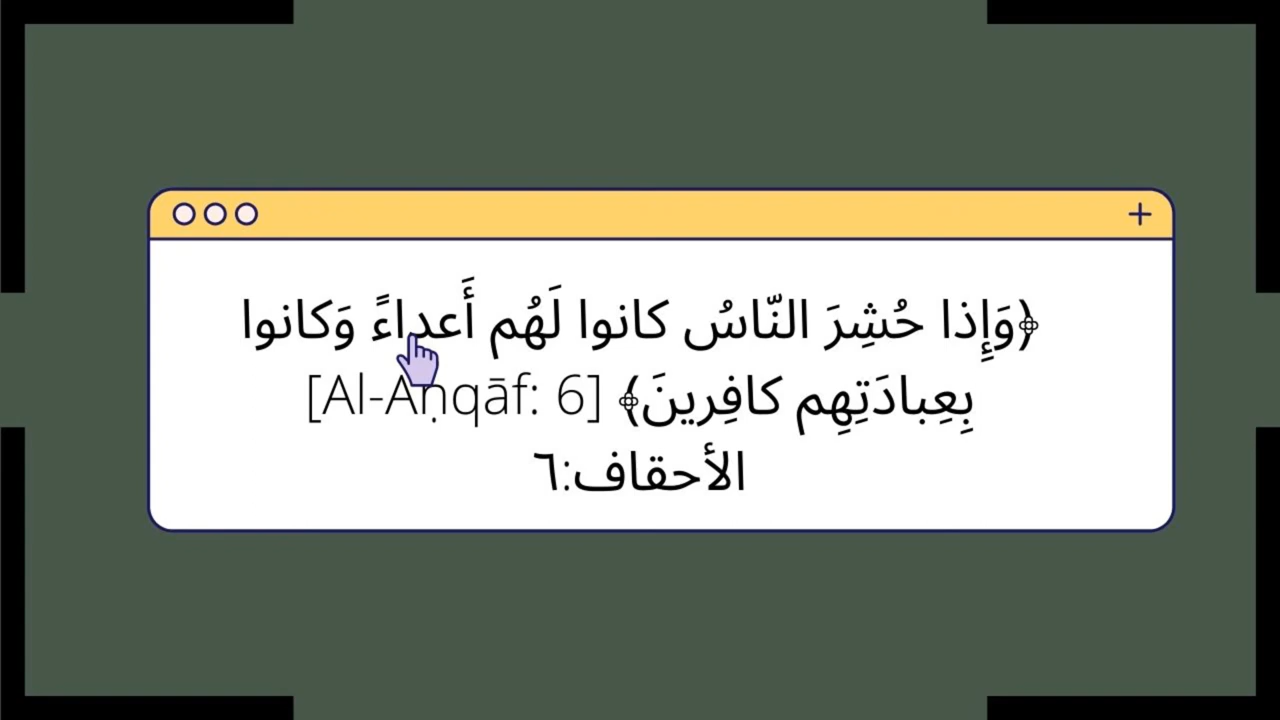 ﴿وَإِذا حُشِرَ النّاسُ كانوا لَهُم أَعداءً وَكانوا
بِعِبادَتِهِم كافِرينَ﴾ [Al-Aḥqāf: 6]
الأحقاف:٦